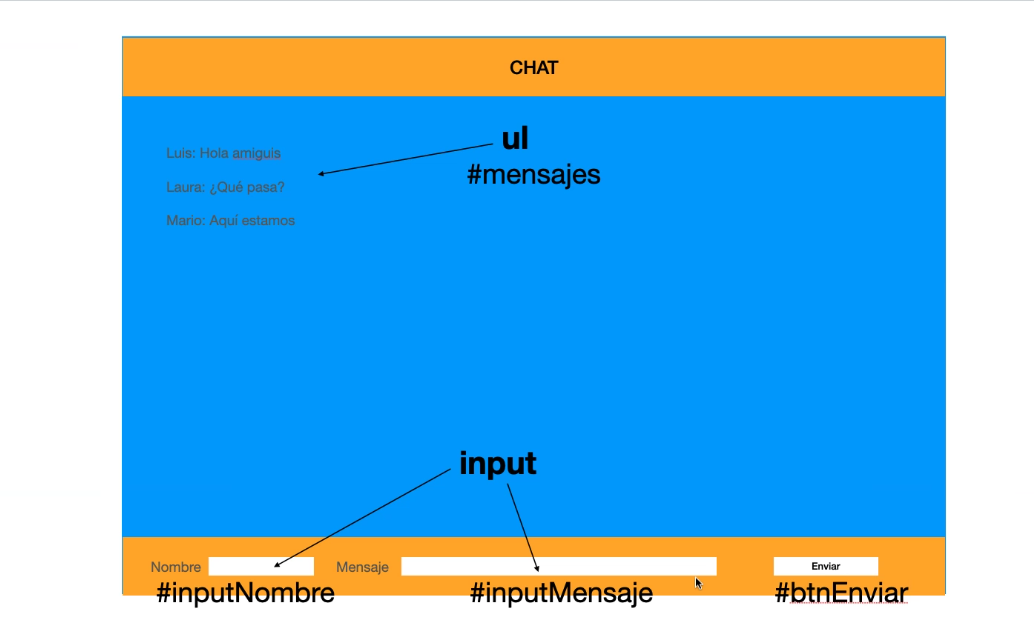 CHAT
ul
Luis: Hola amiguis
#mensajes
Laura: ¿Qué pasa?
Mario: Aquí estamos
input
Nombre Mensaje Enviar
#inputNombre #inputMensaje #btnEnviar